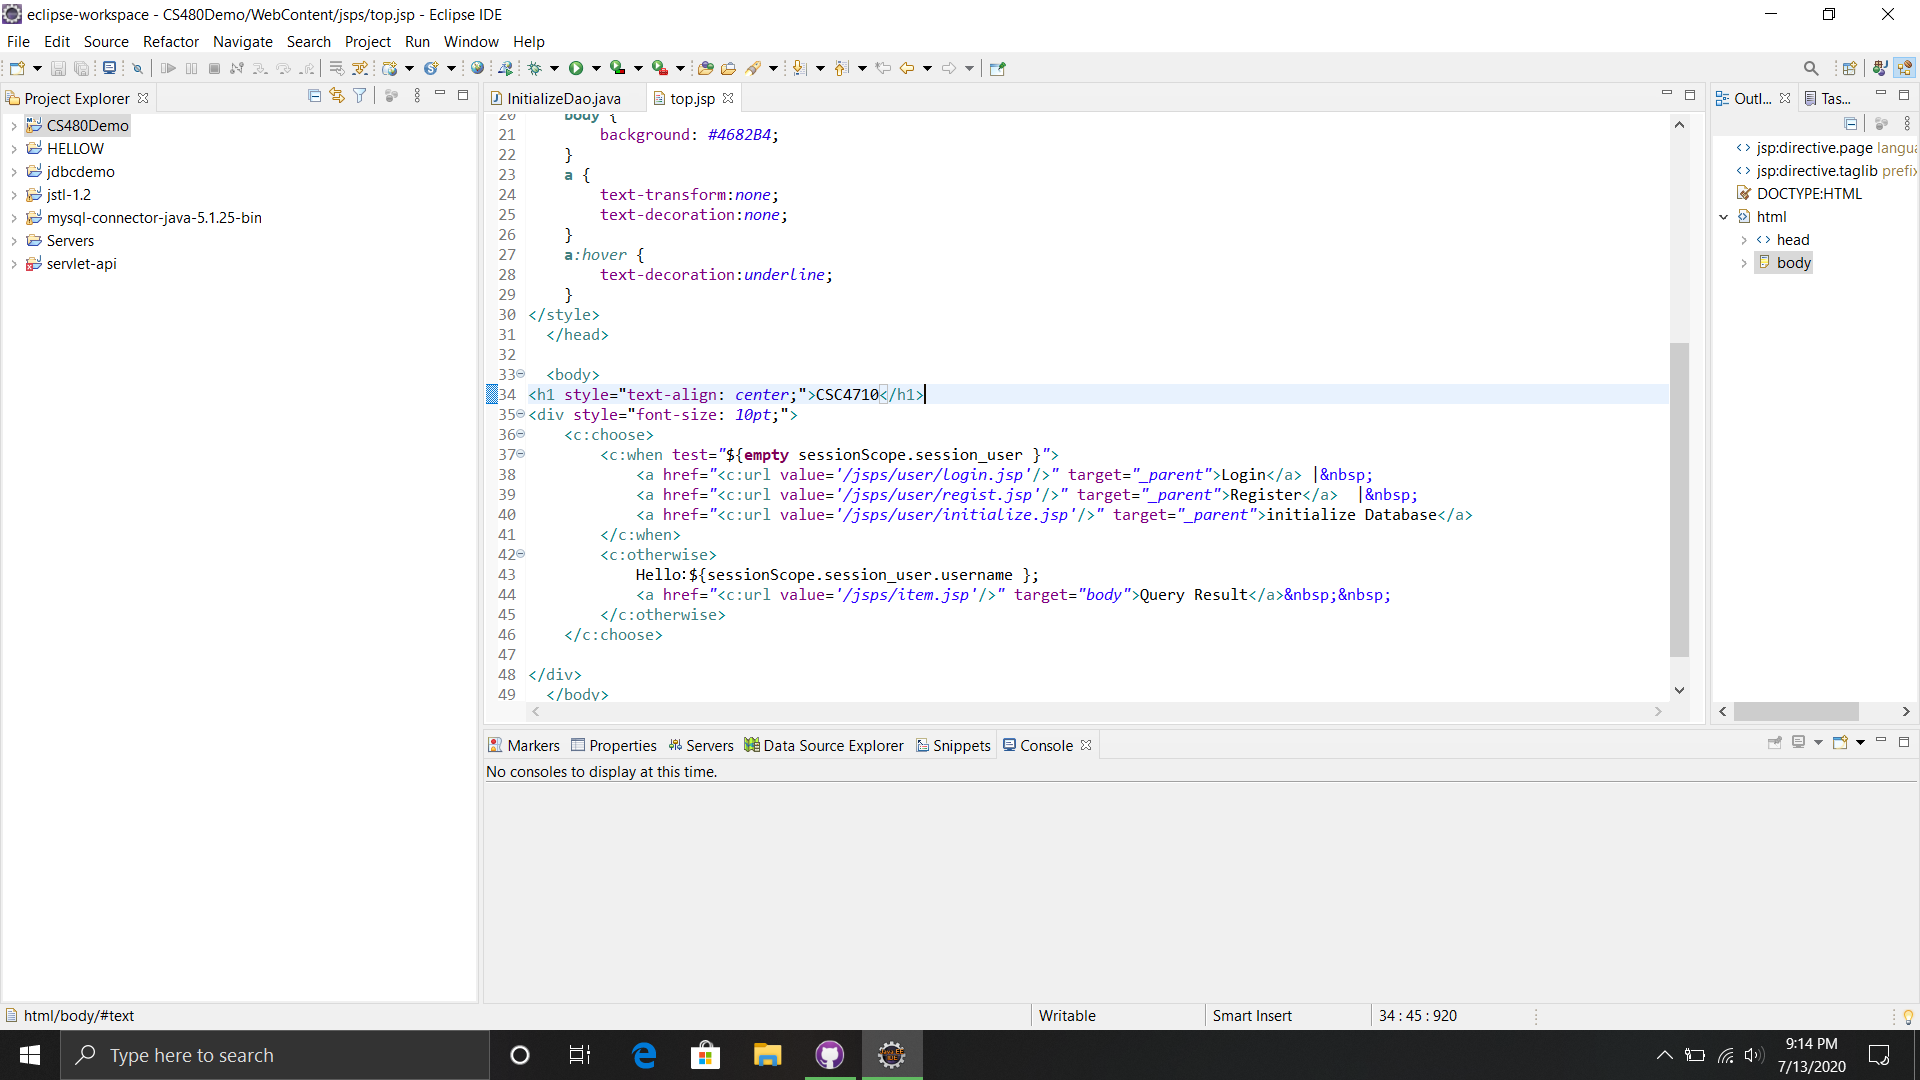 eclipse-workspace - CS480Demo/WebContent/jsps/top.jsp - Eclipse IDE
File Edit Source Refactor Navigate Search Project Run Window Help
Project Explorer
CS480Demo
HELLOW
jdbcdemo
jstl-1.2
mysql-connector-java-5.1.25-bin
Servers
servlet-api
InitializeDao.java top.jsp
20 body {
21 background: #4682B4;
22 }
23 a {
24 text-transform:none;
25 text-decoration:none;
26 }
27 a:hover {
28 text-decoration:underline;
29 }
30 </style>
31 </head>
32
33 <body>
34 <h1 style="text-align: center;">CSC4710</h1>
35 <div style="font-size: 10pt;">
36 <c:choose>
37 <c:when test="${empty sessionScope.session_user }">
38 <a href="<c:url value='/jsps/user/login.jsp'/>" target="_parent">Login</a> |&nbsp;
39 <a href="<c:url value='/jsps/user/regist.jsp'/>" target="_parent">Register</a>  |&nbsp;
40 <a href="<c:url value='/jsps/user/initialize.jsp'/>" target="_parent">initialize Database</a>
41 </c:when>
42 <c:otherwise>
43 Hello:${sessionScope.session_user.username };
44 <a href="<c:url value='/jsps/item.jsp'/>" target="body">Query Result</a>&nbsp;&nbsp;
45 </c:otherwise>
46 </c:choose>
47
48 </div>
49 </body>
Outl... Tas...
jsp:directive.page langua
jsp:directive.taglib prefix
DOCTYPE:HTML
html
head
body
Markers Properties Servers Data Source Explorer Snippets Console
No consoles to display at this time.
html/body/#text
Writable
Smart Insert
34 : 45 : 920
Type here to search
9:14 PM
7/13/2020